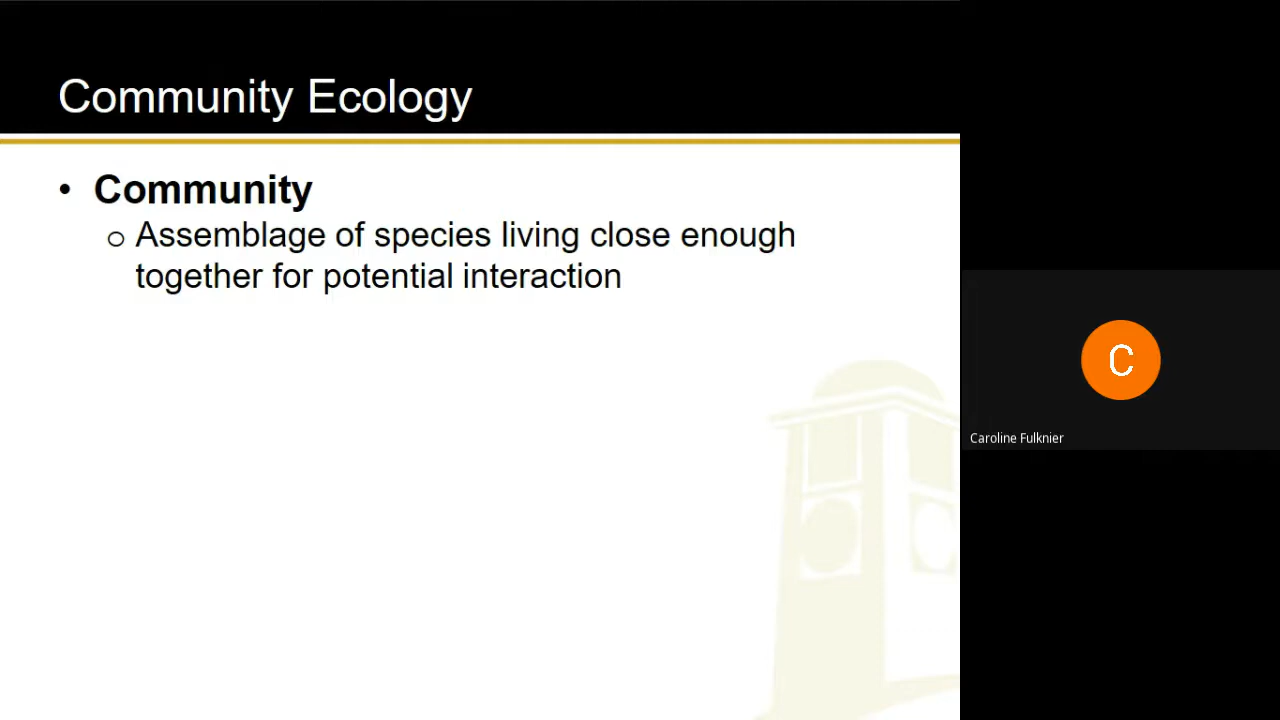 Community Ecology
• Community
o Assemblage of species living close enough
together for potential interaction
C
Caroline Fulknier